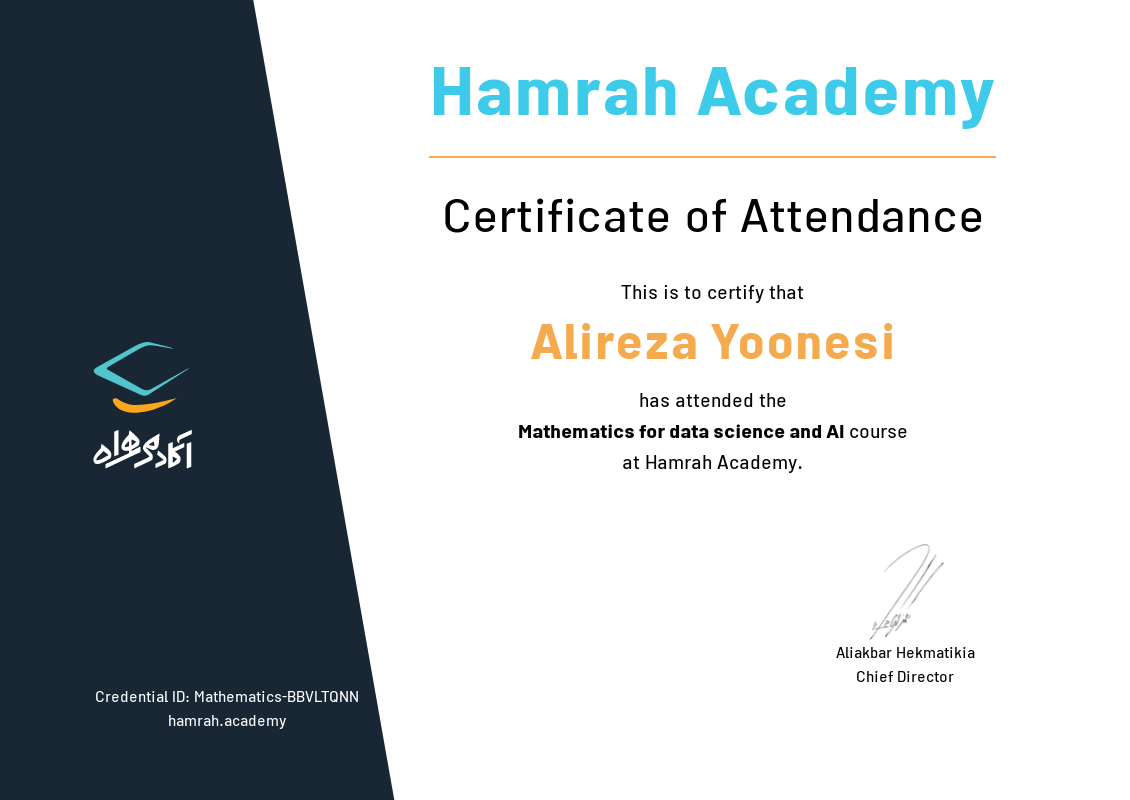 Hamrah Academy
Certificate of Attendance
This is to certify that
Alireza Yoonesi
has attended the
Mathematics for data science and AI course
at Hamrah Academy.
آکادمی همراه
Aliakbar Hekmatikia
Chief Director
Credential ID: Mathematics-BBVLTQNN
hamrah.academy